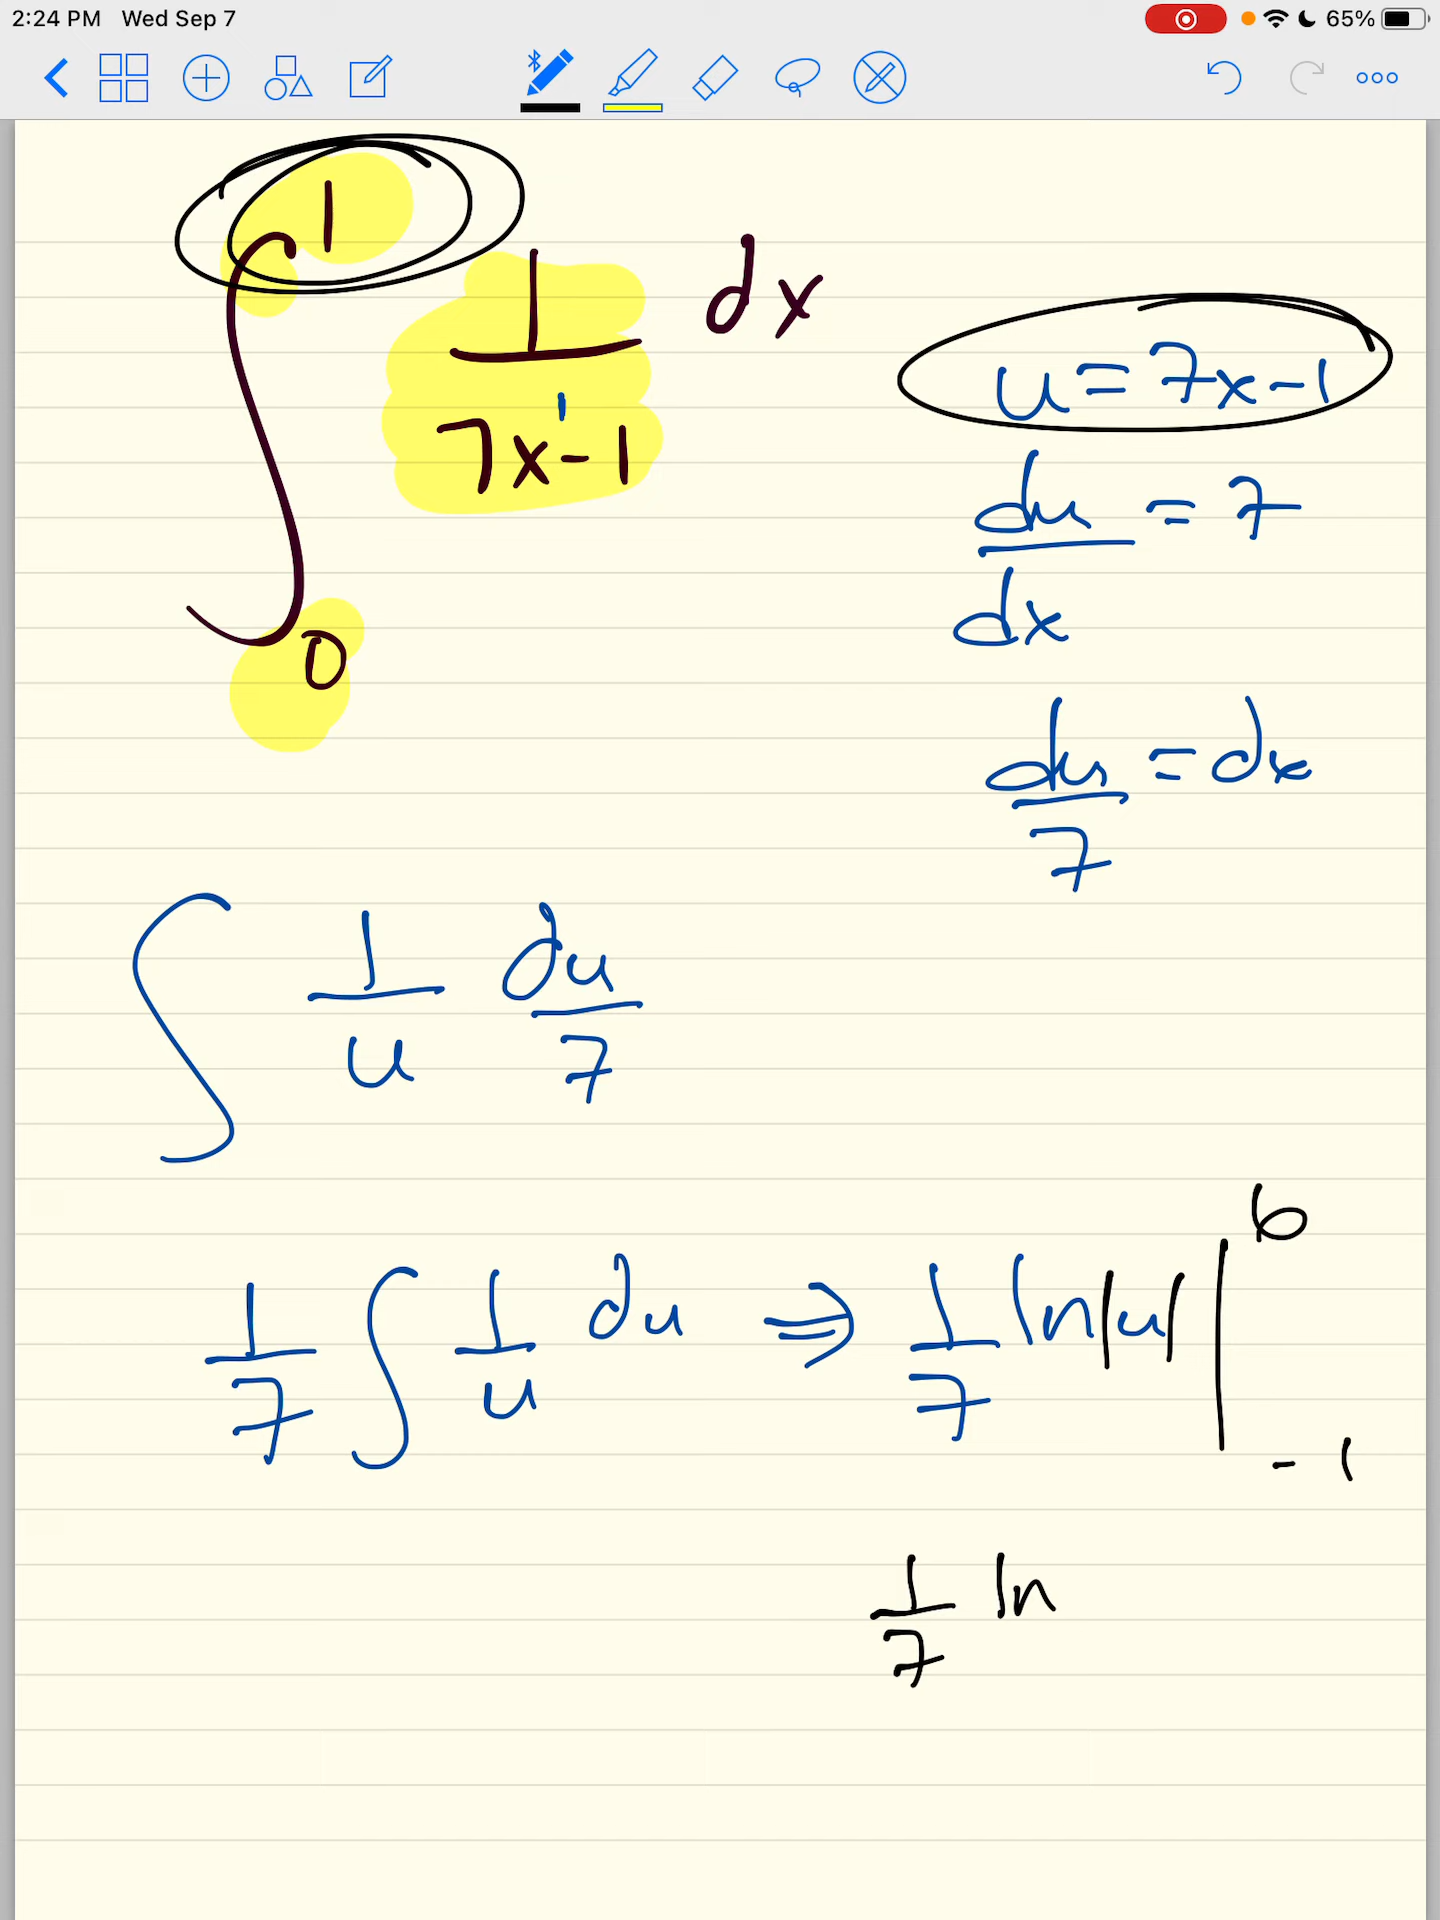 2:24 PM Wed Sep 7 65%
∫₀¹ 1/(7x-1) dx
u = 7x-1
du/dx = 7
du/7 = dx
∫ 1/u du/7
1/7 ∫ 1/u du ⇒ 1/7 ln|u| |₋₁⁶
1/7 ln